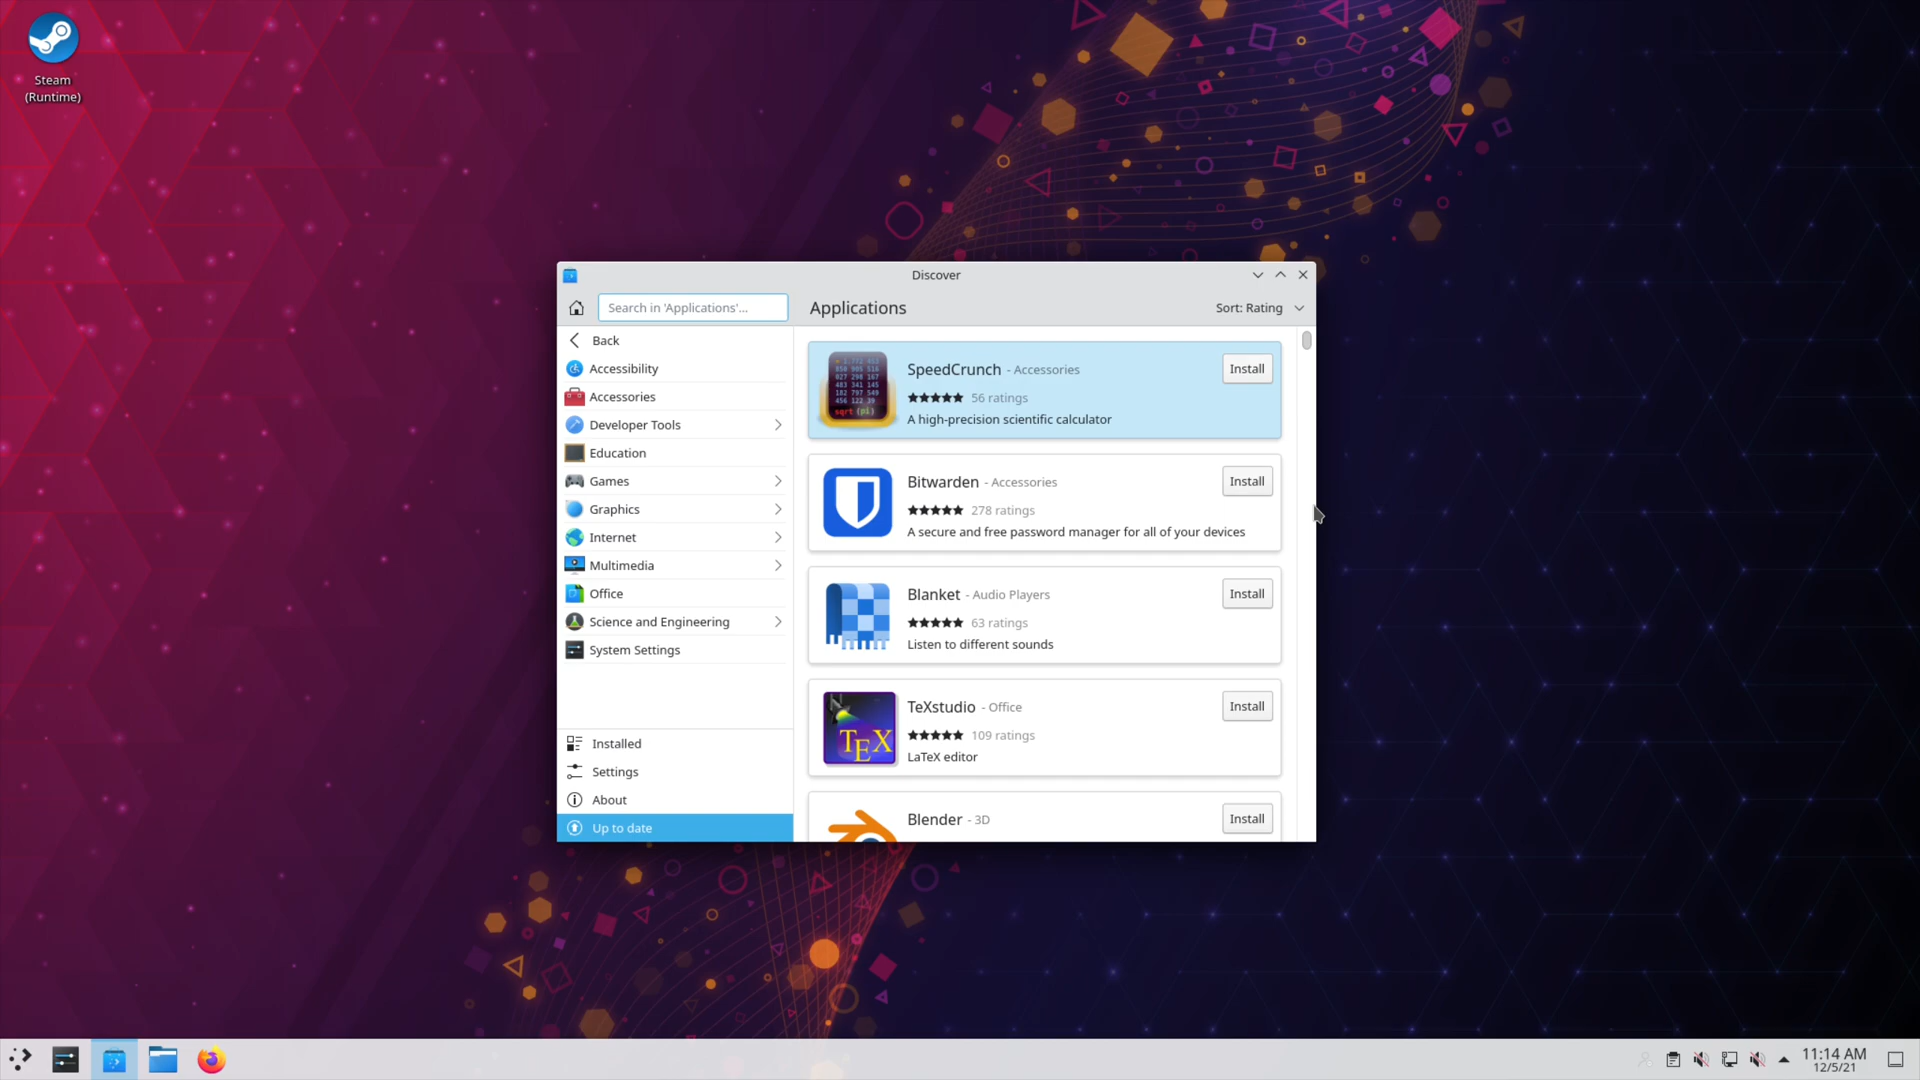 Steam
(Runtime)
Discover
Search in 'Applications'...
Applications
Sort: Rating
Back
Accessibility
Accessories
Developer Tools
Education
Games
Graphics
Internet
Multimedia
Office
Science and Engineering
System Settings
Installed
Settings
About
Up to date
SpeedCrunch - Accessories
Install
56 ratings
A high-precision scientific calculator
Bitwarden - Accessories
Install
278 ratings
A secure and free password manager for all of your devices
Blanket - Audio Players
Install
63 ratings
Listen to different sounds
TeXstudio - Office
Install
109 ratings
LaTeX editor
TEX
Blender - 3D
Install
sqrt (pi)
11:14 AM
12/5/21